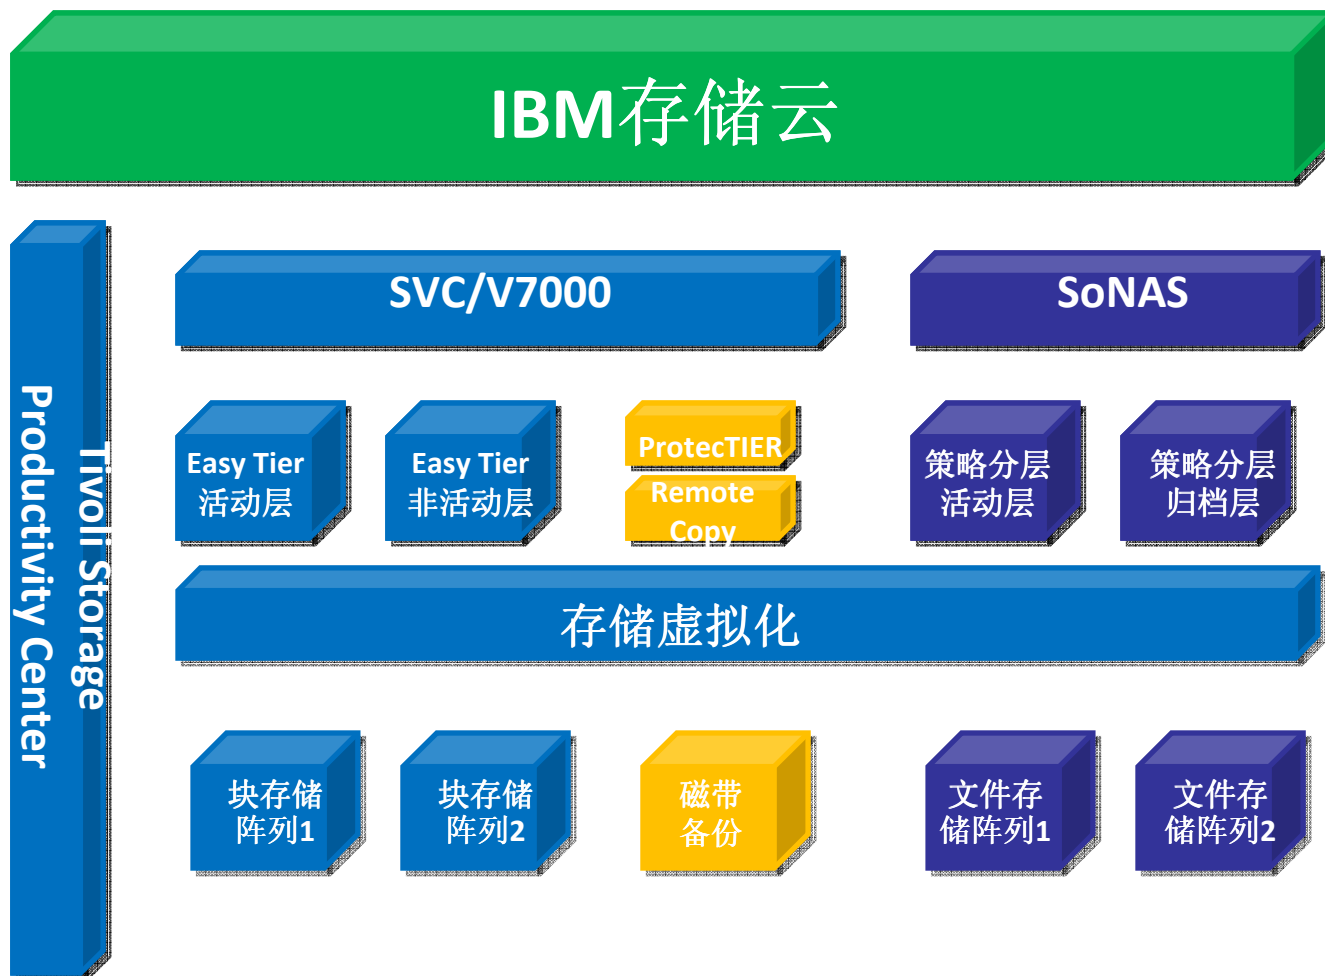 IBM存储云
Tivoli Storage
Productivity Center
SVC/V7000
SoNAS
Easy Tier
活动层
Easy Tier
非活动层
ProtecTIER
Remote
Copy
策略分层
活动层
策略分层
归档层
存储虚拟化
块存储
阵列1
块存储
阵列2
磁带
备份
文件存
储阵列1
文件存
储阵列2